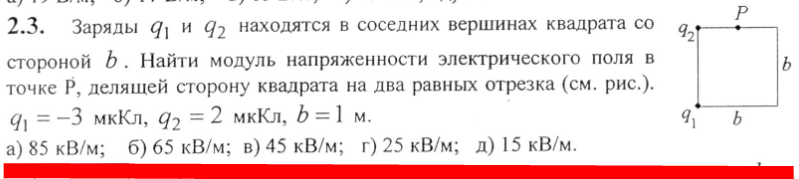 2.3. Заряды q₁ и q₂ находятся в соседних вершинах квадрата со
стороной b. Найти модуль напряженности электрического поля в
точке P, делящей сторону квадрата на два равных отрезка (см. рис.).
q₁ = −3 мкКл, q₂ = 2 мкКл, b = 1 м.
а) 85 кВ/м; б) 65 кВ/м; в) 45 кВ/м; г) 25 кВ/м; д) 15 кВ/м.
P
q₂
b
q₁
b